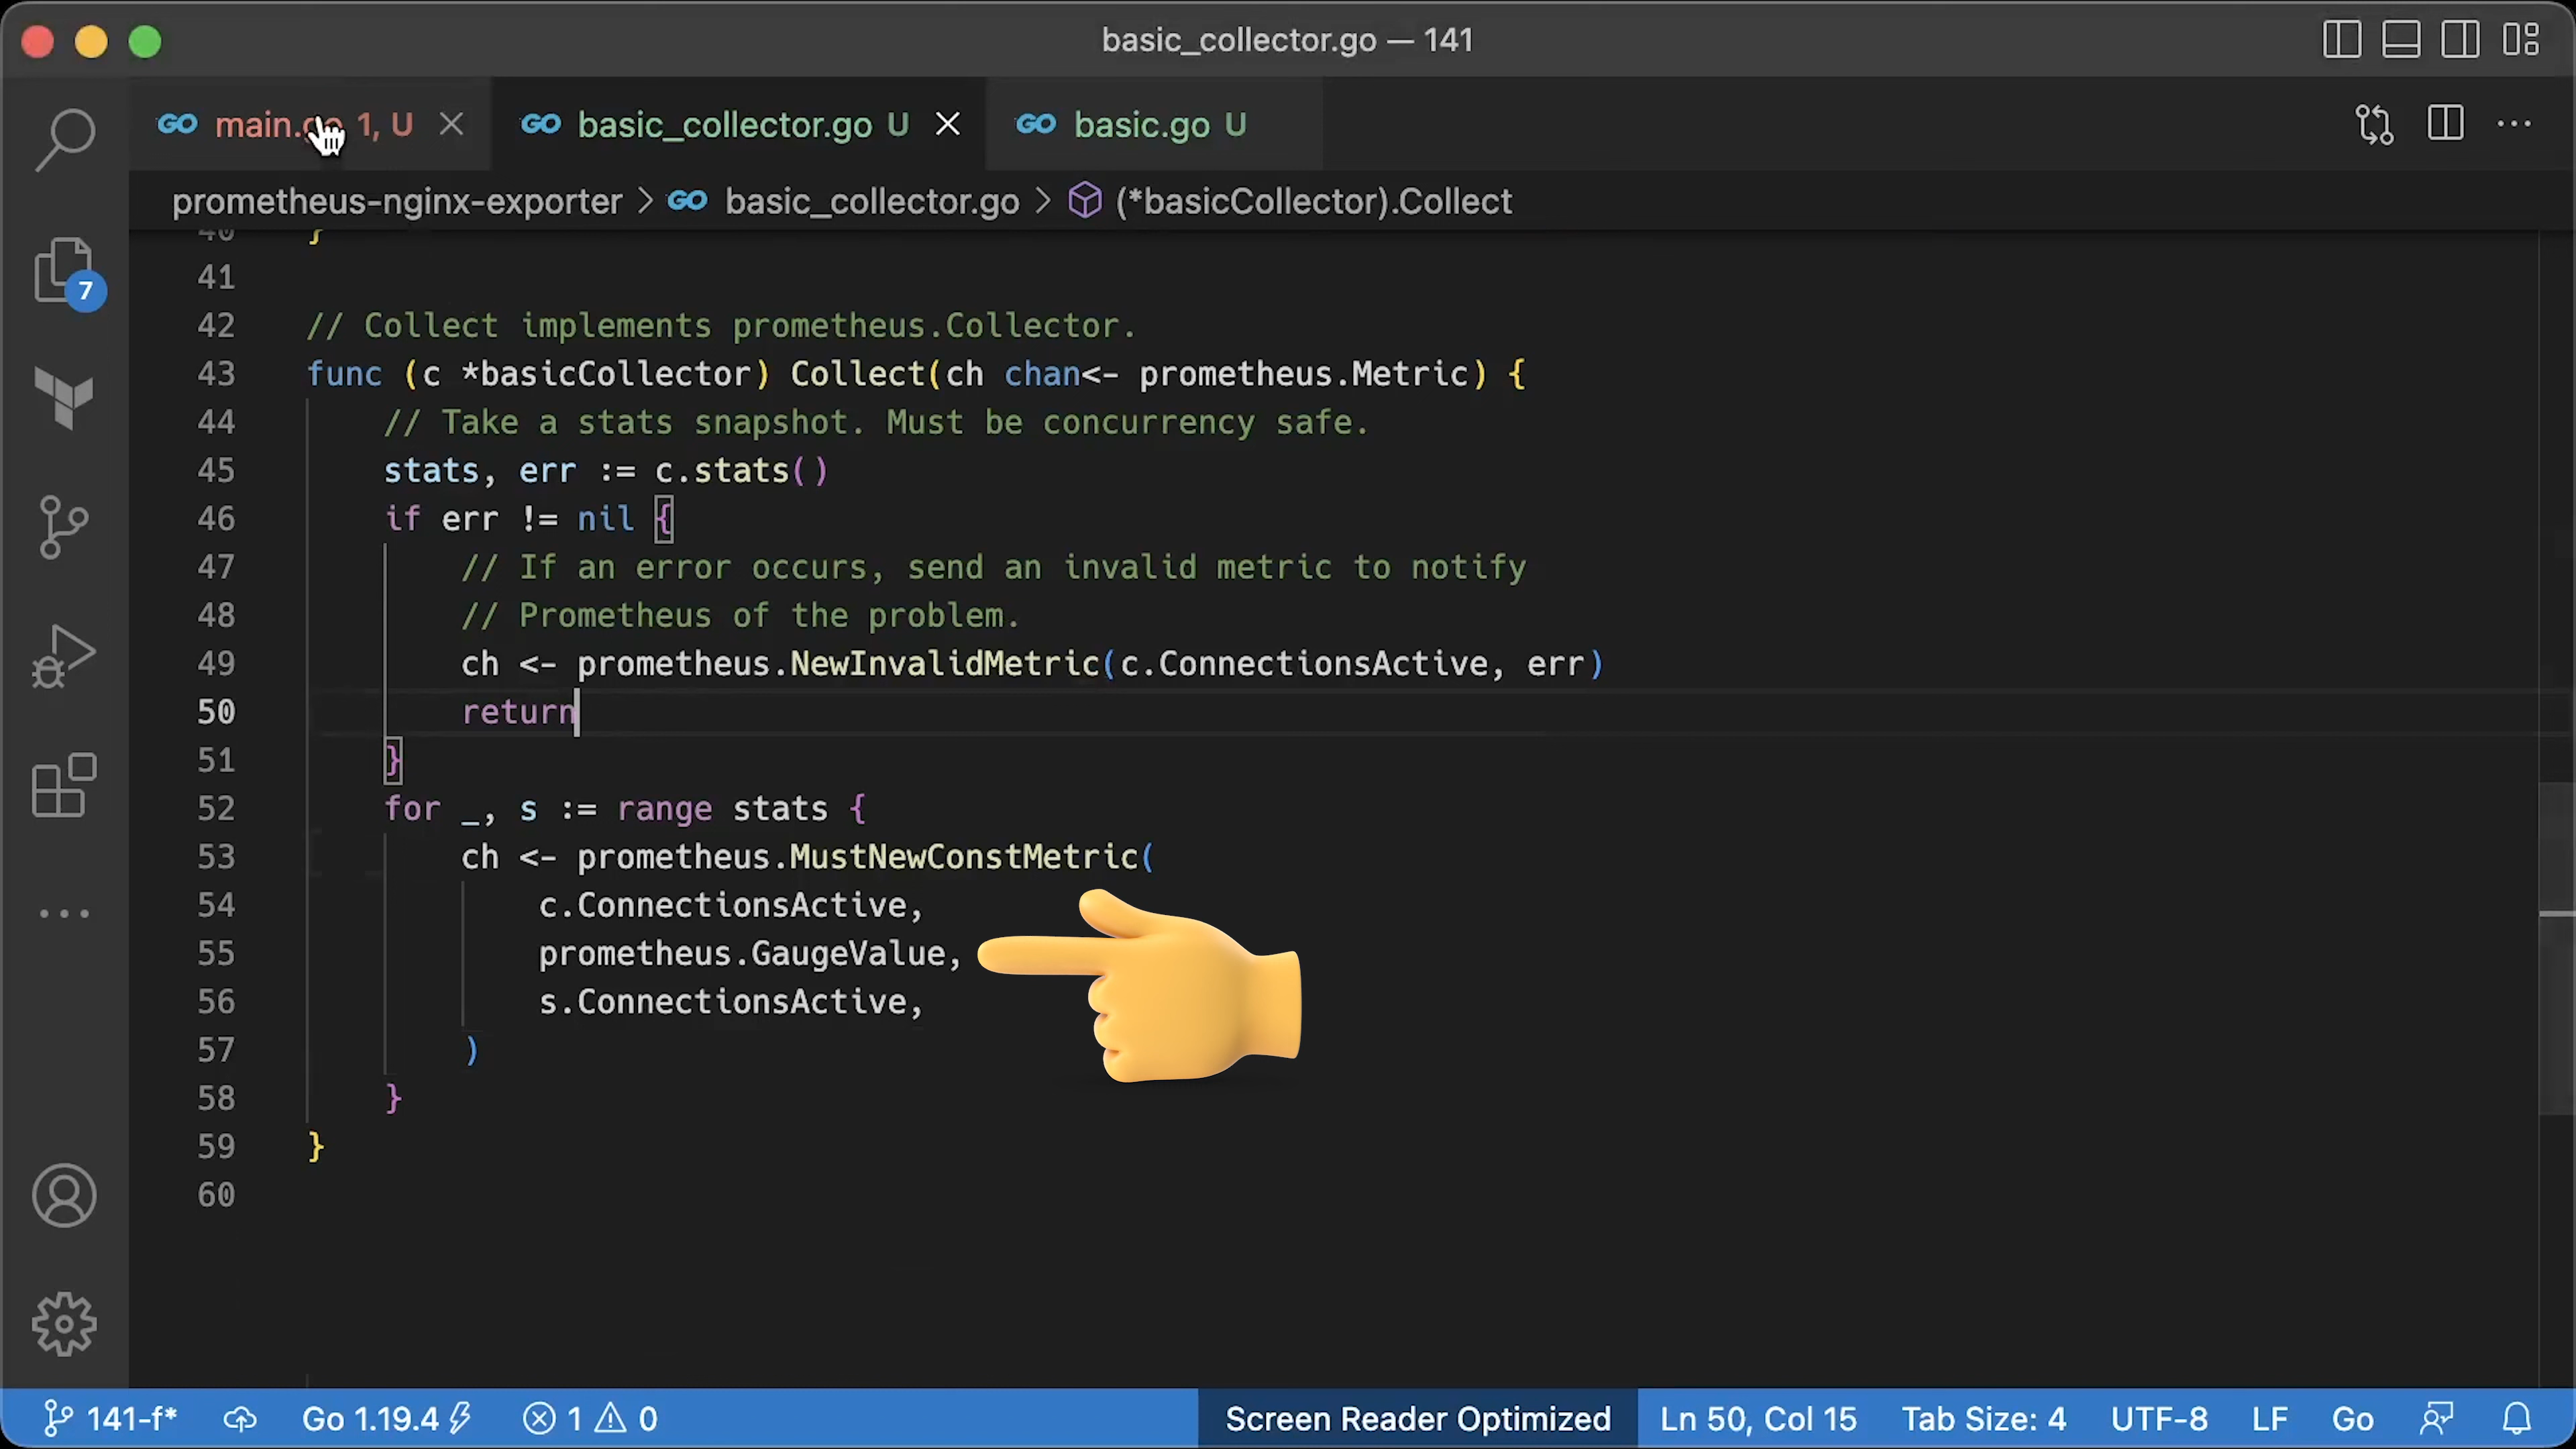 basic_collector.go — 141
GO main.go 1, U
GO basic_collector.go U
GO basic.go U
prometheus-nginx-exporter > GO basic_collector.go > (*basicCollector).Collect
7
40 }
41
42 // Collect implements prometheus.Collector.
43 func (c *basicCollector) Collect(ch chan<- prometheus.Metric) {
44 // Take a stats snapshot. Must be concurrency safe.
45 stats, err := c.stats()
46 if err != nil {
47 // If an error occurs, send an invalid metric to notify
48 // Prometheus of the problem.
49 ch <- prometheus.NewInvalidMetric(c.ConnectionsActive, err)
50 return
51 }
52 for _, s := range stats {
53 ch <- prometheus.MustNewConstMetric(
54 c.ConnectionsActive,
55 prometheus.GaugeValue,
56 s.ConnectionsActive,
57 )
58 }
59 }
60
141-f* Go 1.19.4 1 0 Screen Reader Optimized Ln 50, Col 15 Tab Size: 4 UTF-8 LF Go